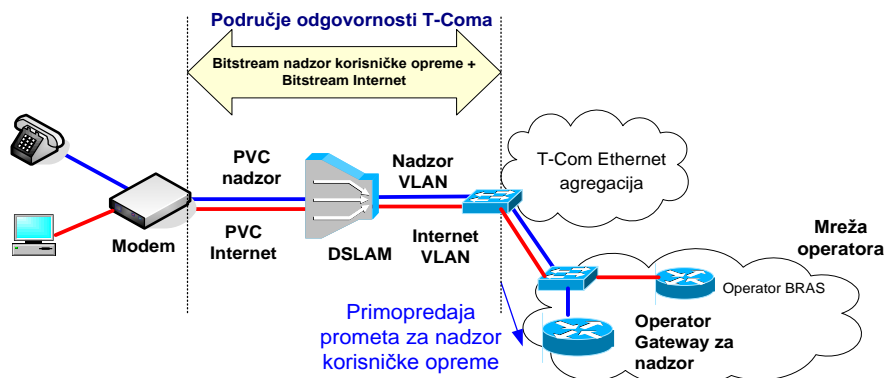 Područje odgovornosti T-Coma
Bitstream nadzor korisničke opreme +
Bitstream Internet
T-Com Ethernet
agregacija
PVC
nadzor
Nadzor
VLAN
Modem
PVC
Internet
DSLAM
Internet
VLAN
Mreža
operatora
Operator BRAS
Primopredaja
prometa za nadzor
korisničke opreme
Operator
Gateway za
nadzor